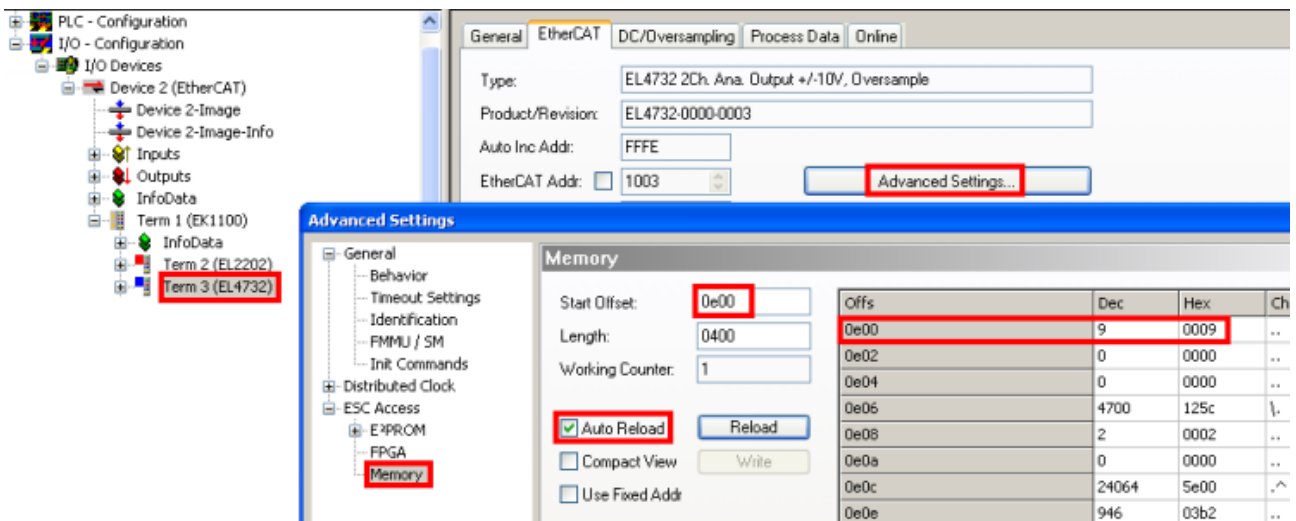 PLC - Configuration
I/O - Configuration
I/O Devices
Device 2 (EtherCAT)
Device 2-Image
Device 2-Image-Info
Inputs
Outputs
InfoData
Term 1 (EK1100)
InfoData
Term 2 (EL2202)
Term 3 (EL4732)
General EtherCAT DC/Oversampling Process Data Online
Type: EL4732 2Ch. Ana. Output +/-10V, Oversample
Product/Revision: EL4732-0000-0003
Auto Inc Addr: FFFE
EtherCAT Addr: 1003 Advanced Settings...
Advanced Settings
General
Behavior
Timeout Settings
Identification
FMMU / SM
Init Commands
Distributed Clock
ESC Access
E²PROM
FPGA
Memory
Memory
Start Offset: 0e00
Length: 0400
Working Counter: 1
Auto Reload Reload
Compact View Write
Use Fixed Addr
Offs Dec Hex Ch
0e00 9 0009 ..
0e02 0 0000 ..
0e04 0 0000 ..
0e06 4700 125c \.
0e08 2 0002 ..
0e0a 0 0000 ..
0e0c 24064 5e00 .^
0e0e 946 03b2 ..